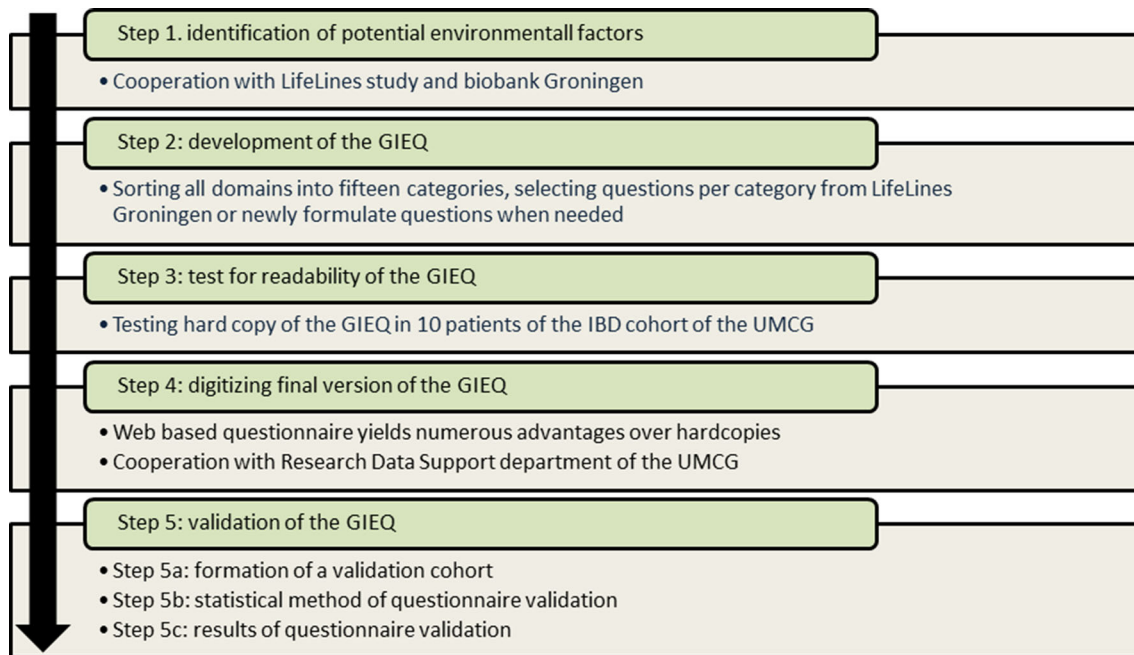 Step 1. identification of potential environmentall factors
• Cooperation with LifeLines study and biobank Groningen
Step 2: development of the GIEQ
• Sorting all domains into fifteen categories, selecting questions per category from LifeLines
Groningen or newly formulate questions when needed
Step 3: test for readability of the GIEQ
• Testing hard copy of the GIEQ in 10 patients of the IBD cohort of the UMCG
Step 4: digitizing final version of the GIEQ
• Web based questionnaire yields numerous advantages over hardcopies
• Cooperation with Research Data Support department of the UMCG
Step 5: validation of the GIEQ
• Step 5a: formation of a validation cohort
• Step 5b: statistical method of questionnaire validation
• Step 5c: results of questionnaire validation